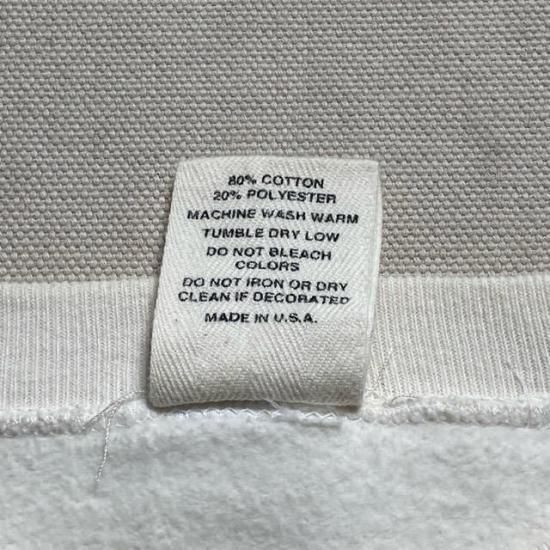 80% COTTON
20% POLYESTER
MACHINE WASH WARM
TUMBLE DRY LOW
DO NOT BLEACH
COLORS
DO NOT IRON OR DRY
CLEAN IF DECORATED
MADE IN U.S.A.